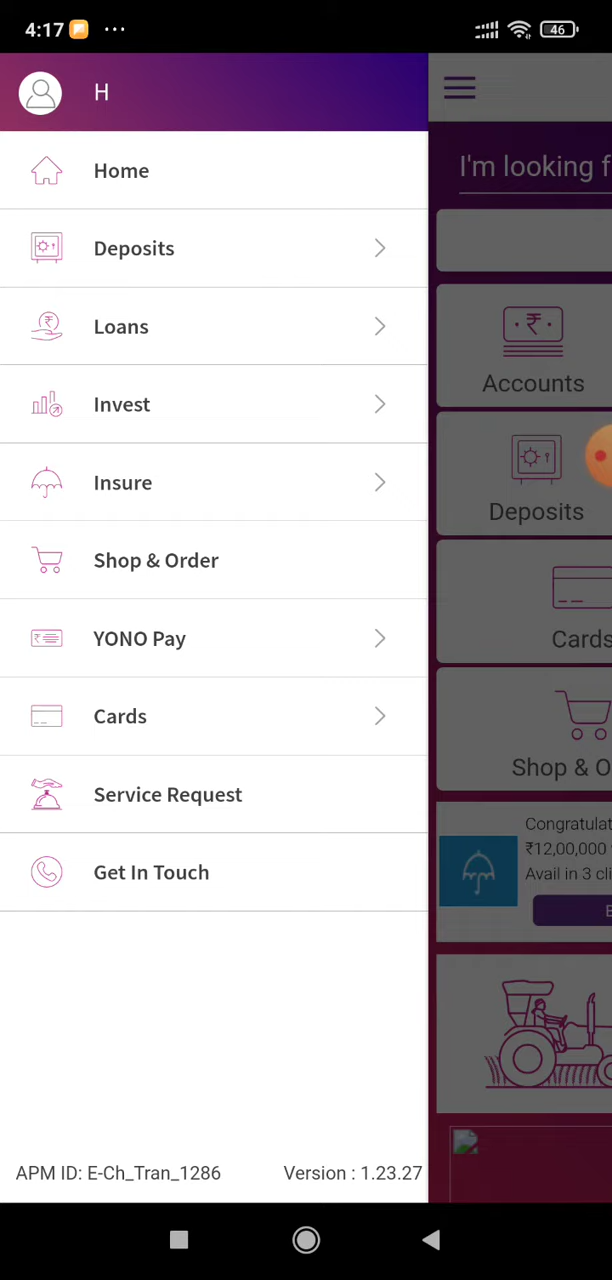 4:17
46
H
Home
Deposits
Loans
Invest
Insure
Shop & Order
YONO Pay
Cards
Service Request
Get In Touch
APM ID: E-Ch_Tran_1286
Version : 1.23.27
I'm looking f
Accounts
Deposits
Cards
Shop & O
Congratulat
₹12,00,000
Avail in 3 cli